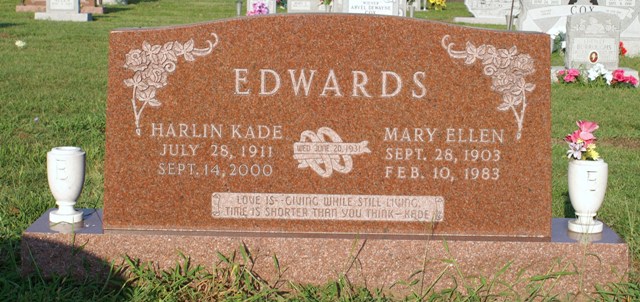 COX
EDWARDS
HARLIN KADE
JULY 28, 1911
SEPT. 14, 2000
WED. JUNE 20, 1931
MARY ELLEN
SEPT. 28, 1903
FEB. 10, 1983
LOVE IS--GIVING WHILE STILL LIVING,
TIME IS SHORTER THAN YOU THINK--KADE
E
E